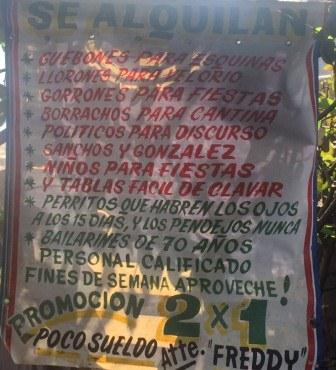 SE ALQUILAN
* GUEBONES PARA ESQUINAS
* LLORONES PARA VELORIO
* GORRONES PARA FIESTAS
* BORRACHOS PARA CANTINA
* POLITICOS PARA DISCURSO
* SANCHOS Y GONZALEZ
* NIÑOS PARA FIESTAS
* Y TABLAS FACIL DE CLAVAR
* PERRITOS QUE HABREN LOS OJOS
A LOS 15 DIAS, Y LOS PENDEJOS NUNCA
* BAILARINES DE 70 AÑOS
PERSONAL CALIFICADO
FINES DE SEMANA APROVECHE!
PROMOCION 2x1
POCO SUELDO Atte. "FREDDY"